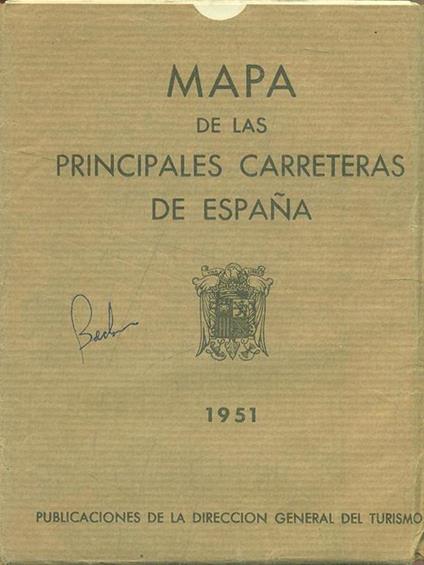 MAPA
DE LAS
PRINCIPALES CARRETERAS
DE ESPAÑA
1951
PUBLICACIONES DE LA DIRECCION GENERAL DEL TURISMO